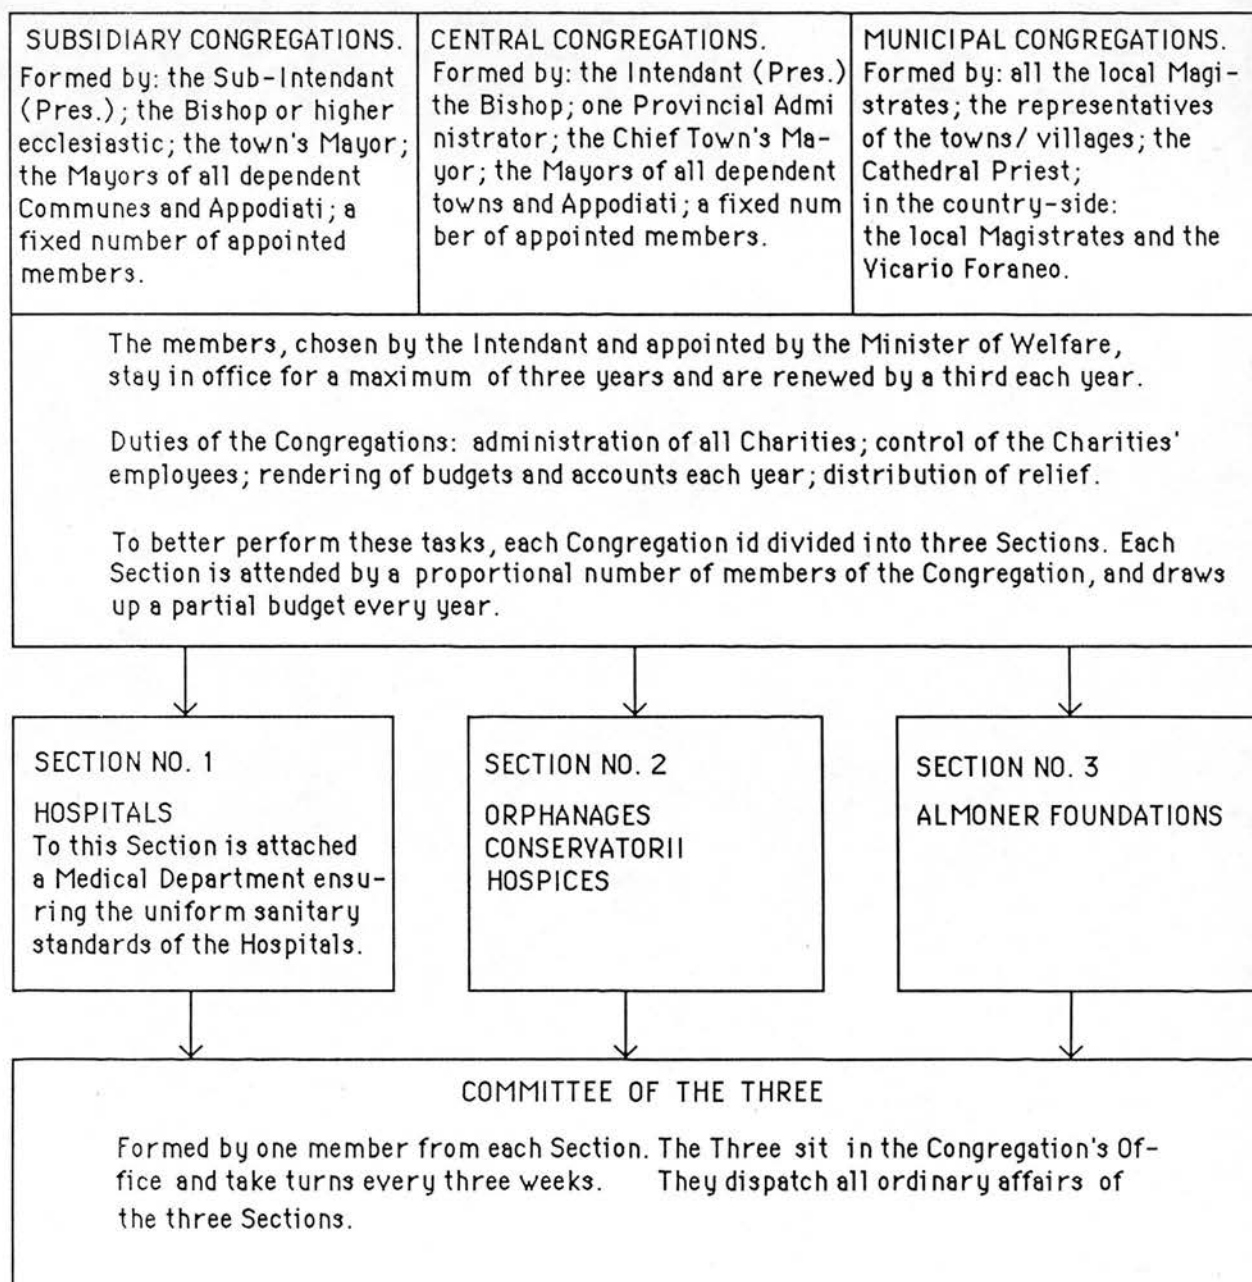 SUBSIDIARY CONGREGATIONS.
Formed by: the Sub-Intendant
(Pres.); the Bishop or higher
ecclesiastic; the town's Mayor;
the Mayors of all dependent
Communes and Appodiati; a
fixed number of appointed
members.
CENTRAL CONGREGATIONS.
Formed by: the Intendant (Pres.)
the Bishop; one Provincial Admi
nistrator; the Chief Town's Ma-
yor; the Mayors of all dependent
towns and Appodiati; a fixed num
ber of appointed members.
MUNICIPAL CONGREGATIONS.
Formed by: all the local Magi-
strates; the representatives
of the towns/ villages; the
Cathedral Priest;
in the country-side:
the local Magistrates and the
Vicario Foraneo.
The members, chosen by the Intendant and appointed by the Minister of Welfare,
stay in office for a maximum of three years and are renewed by a third each year.
Duties of the Congregations: administration of all Charities; control of the Charities'
employees; rendering of budgets and accounts each year; distribution of relief.
To better perform these tasks, each Congregation id divided into three Sections. Each
Section is attended by a proportional number of members of the Congregation, and draws
up a partial budget every year.
SECTION NO. 1
HOSPITALS
To this Section is attached
a Medical Department ensu-
ring the uniform sanitary
standards of the Hospitals.
SECTION NO. 2
ORPHANAGES
CONSERVATORII
HOSPICES
SECTION NO. 3
ALMONER FOUNDATIONS
COMMITTEE OF THE THREE
Formed by one member from each Section. The Three sit in the Congregation's Of-
fice and take turns every three weeks. They dispatch all ordinary affairs of
the three Sections.